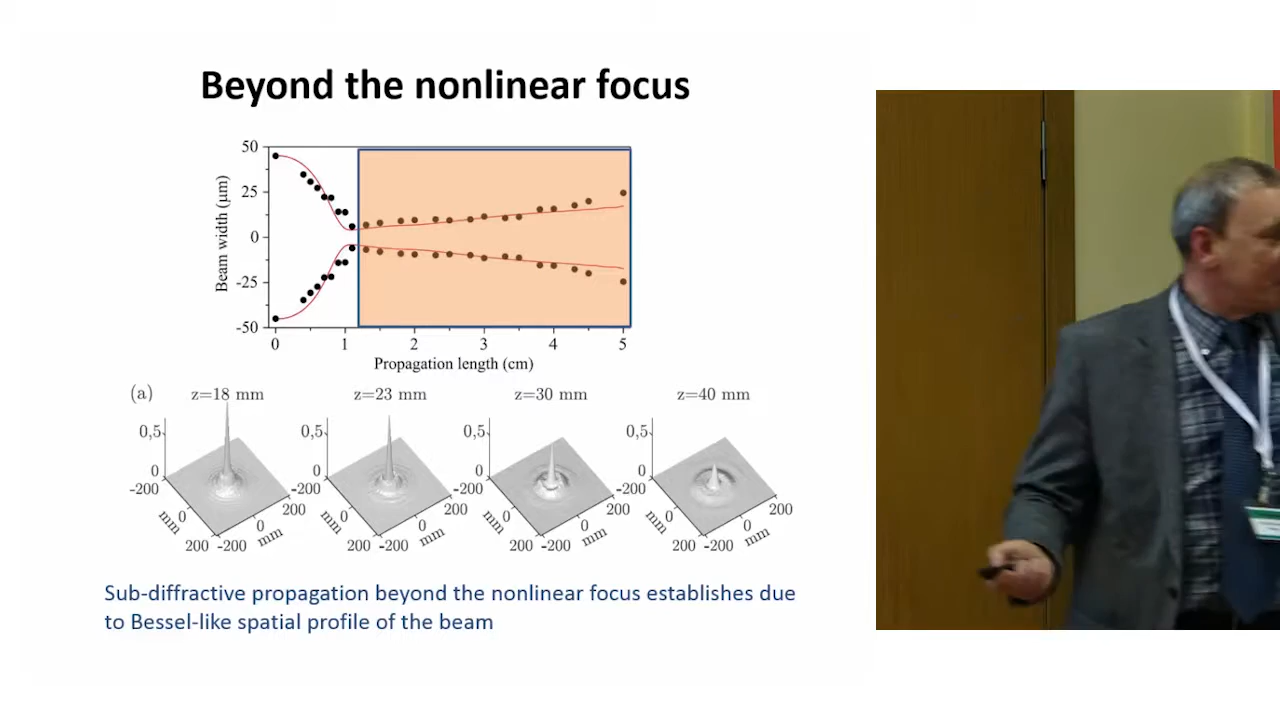 Beyond the nonlinear focus
50
25
0
-25
-50
Beam width (μm)
0 1 2 3 4 5
Propagation length (cm)
(a) z=18 mm z=23 mm z=30 mm z=40 mm
0,5 0,5 0,5 0,5
0 0 0 0
-200 -200 -200 -200
200 200 200 200
0 0 0 0
mm mm mm mm
0 0 0 0
mm mm mm mm
200 -200 200 -200 200 -200 200 -200
Sub-diffractive propagation beyond the nonlinear focus establishes due
to Bessel-like spatial profile of the beam